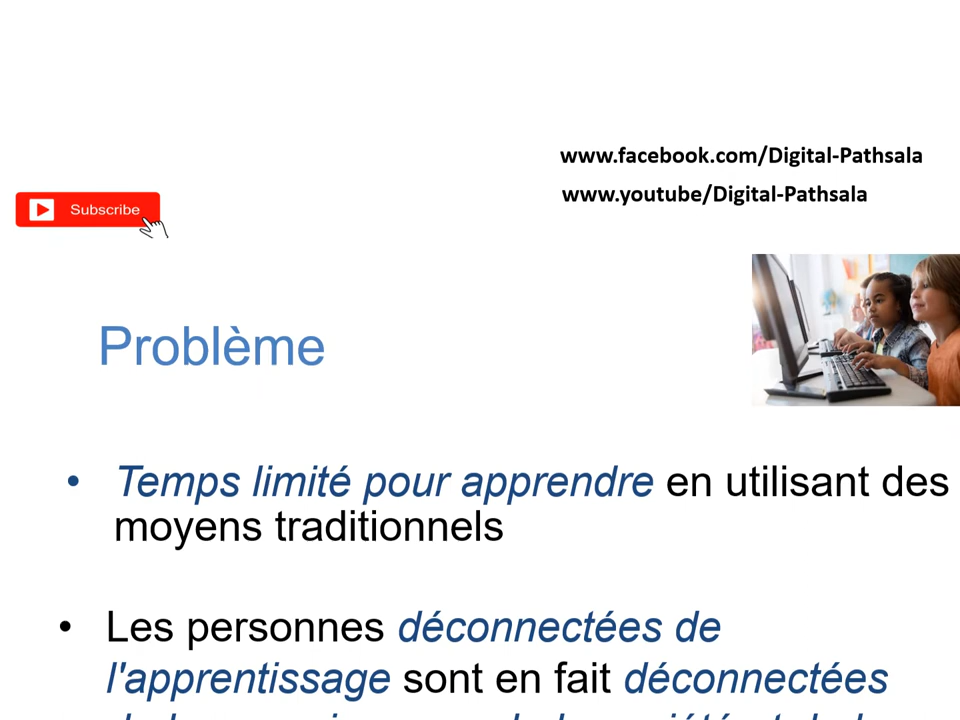 www.facebook.com/Digital-Pathsala
www.youtube/Digital-Pathsala
Subscribe
Problème
• Temps limité pour apprendre en utilisant des
moyens traditionnels
• Les personnes déconnectées de
l'apprentissage sont en fait déconnectées